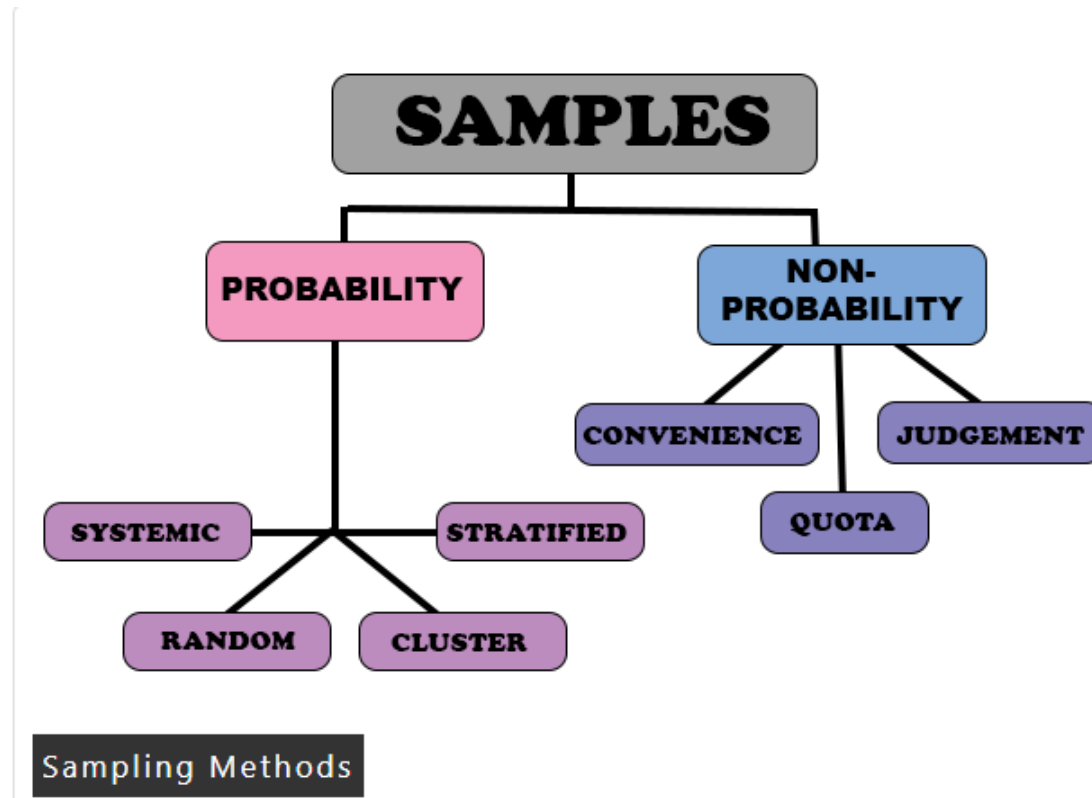 SAMPLES
PROBABILITY
NON-
PROBABILITY
CONVENIENCE
JUDGEMENT
QUOTA
SYSTEMIC
STRATIFIED
RANDOM
CLUSTER
Sampling Methods